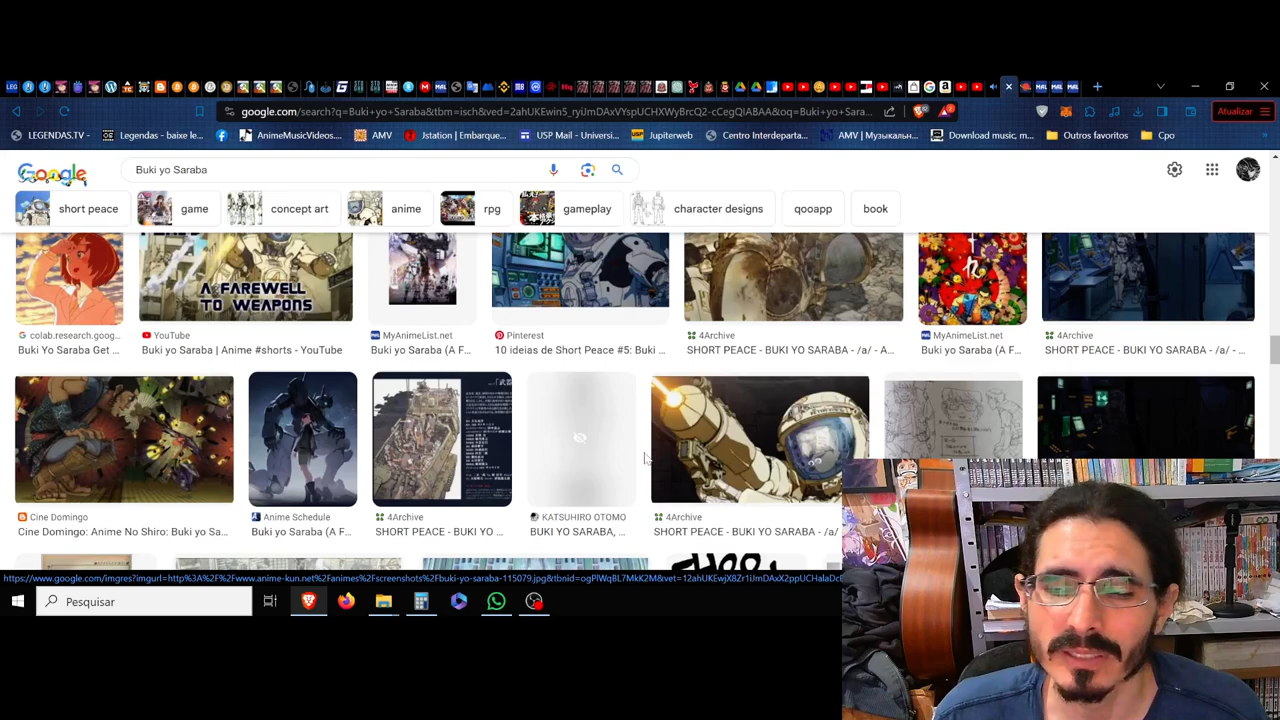 google.com/search?q=Buki+yo+Saraba&tbm=isch&ved=2ahUKEwin5_ryiJmDAxVYspUCHXWyBrcQ2-cCegQIABAA&oq=Buki+yo+Sara...
Atualizar
LEGENDS.TV -
Legendas - baixe le...
AnimeMusicVideos....
AMV
Jstation | Embarque...
USP Mail - Universi...
Jupiterweb
Centro Interdeparta...
AMV | Музыкальн...
Download music, m...
Outros favoritos
Cpo
Google
Buki yo Saraba
short peace
game
concept art
anime
rpg
gameplay
character designs
qooapp
book
A FAREWELL
TO WEAPONS
colab.research.goog...
YouTube
MyAnimeList.net
Pinterest
4Archive
MyAnimeList.net
4Archive
Buki Yo Saraba Get ...
Buki yo Saraba | Anime #shorts - YouTube
Buki yo Saraba (A F...
10 ideias de Short Peace #5: Buki ...
SHORT PEACE - BUKI YO SARABA - /a/ - A...
Buki yo Saraba (A F...
SHORT PEACE - BUKI YO SARABA - /a/ - ...
Cine Domingo
Anime Schedule
4Archive
KATSUHIRO OTOMO
4Archive
Cine Domingo: Anime No Shiro: Buki yo Sa...
Buki yo Saraba (A F...
SHORT PEACE - BUKI YO ...
BUKI YO SARABA, ...
SHORT PEACE - BUKI YO SARABA - /a/
Pesquisar